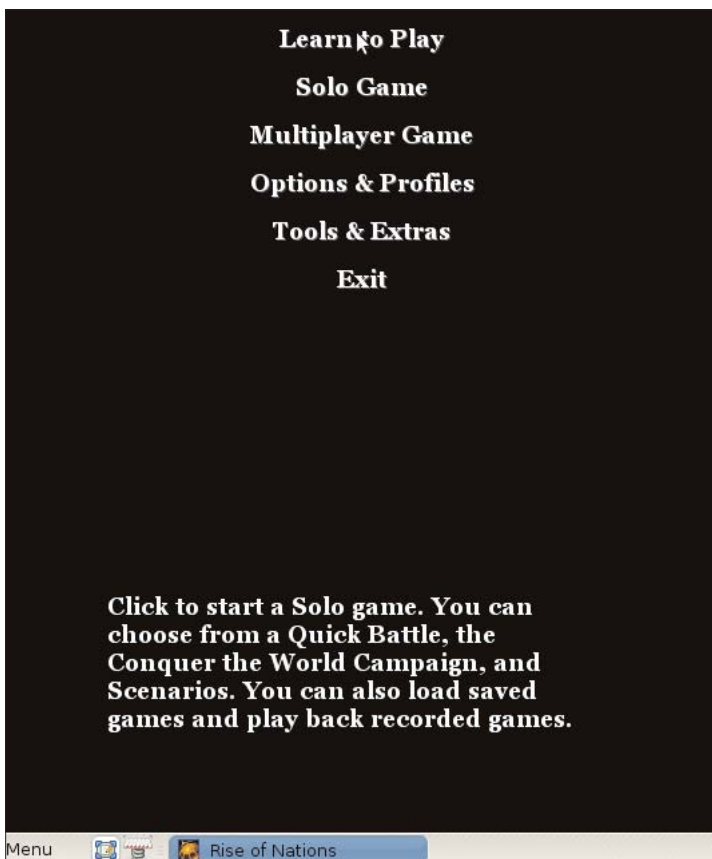 Learn to Play
Solo Game
Multiplayer Game
Options & Profiles
Tools & Extras
Exit
Click to start a Solo game. You can
choose from a Quick Battle, the
Conquer the World Campaign, and
Scenarios. You can also load saved
games and play back recorded games.
Menu Rise of Nations